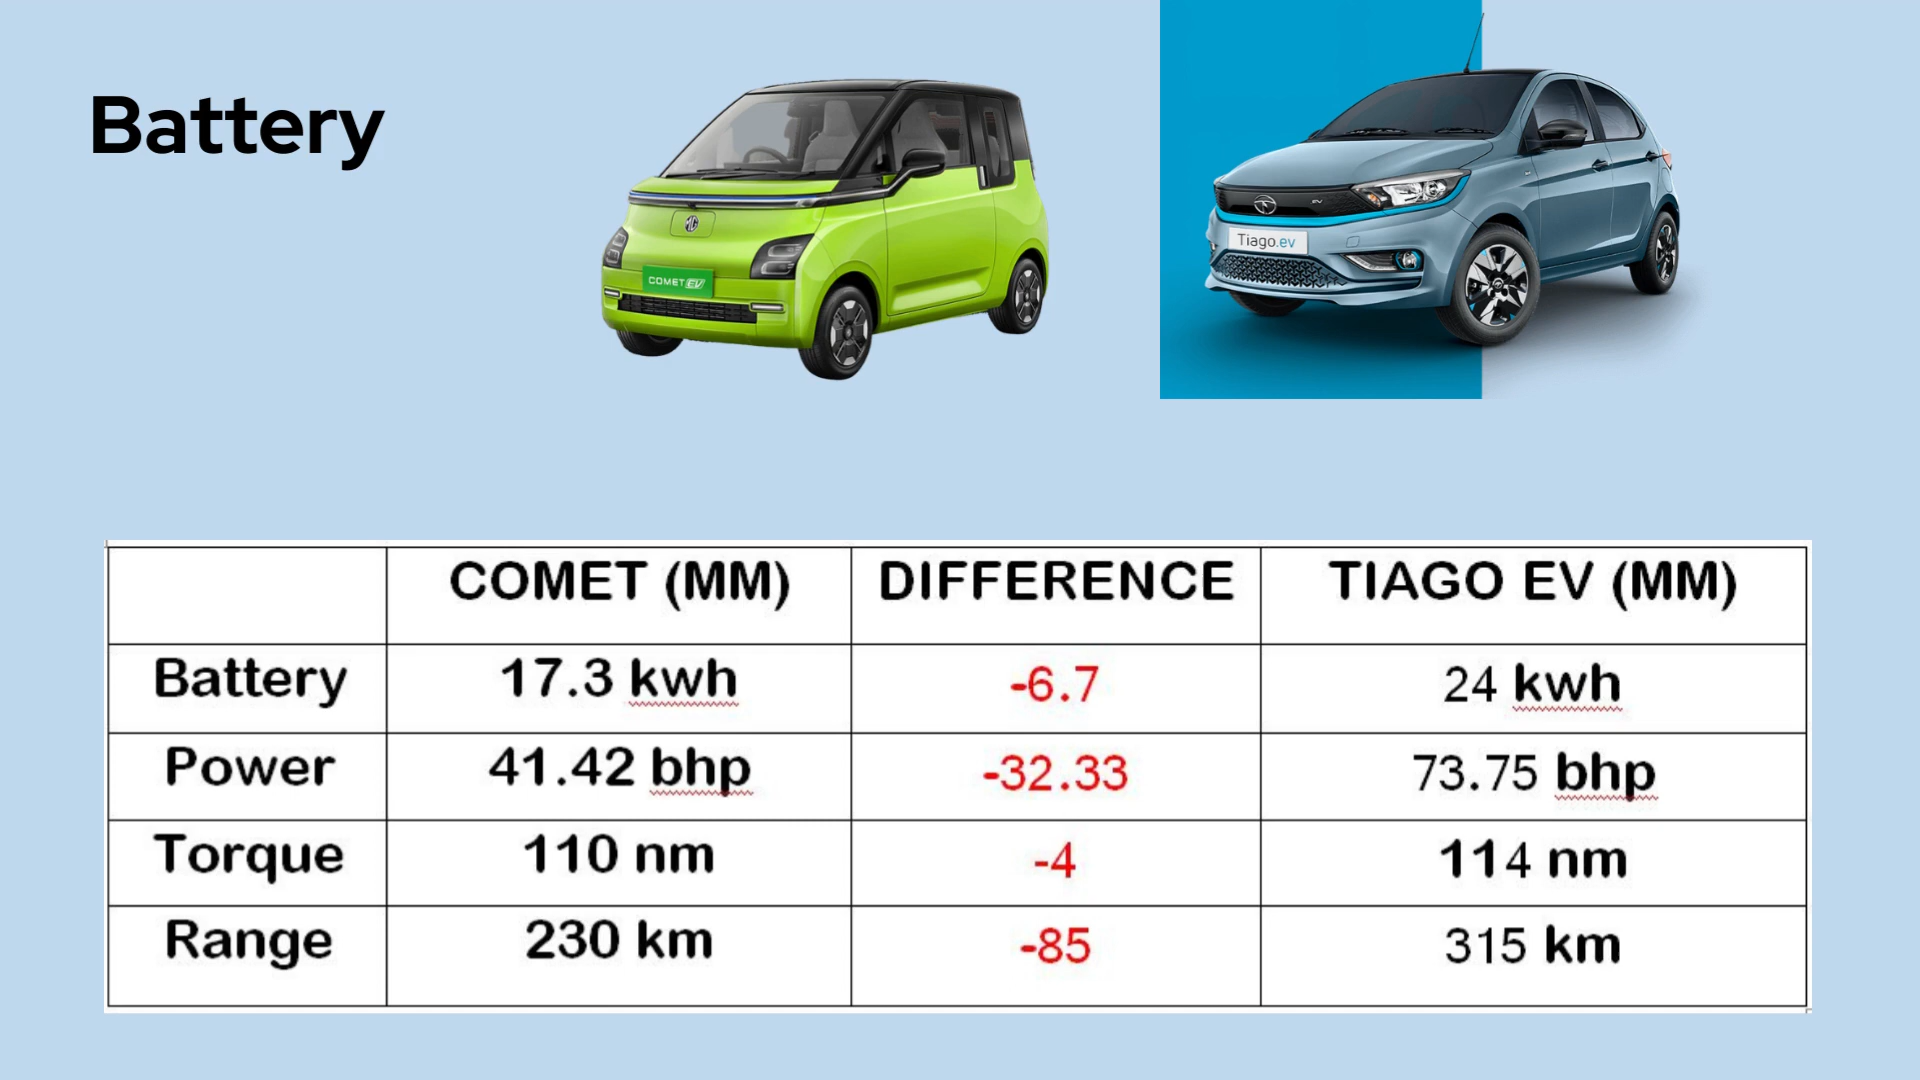 Battery
MG
COMET EV
EV
Tiago.ev
COMET (MM) DIFFERENCE TIAGO EV (MM)
Battery 17.3 kwh -6.7 24 kwh
Power 41.42 bhp -32.33 73.75 bhp
Torque 110 nm -4 114 nm
Range 230 km -85 315 km